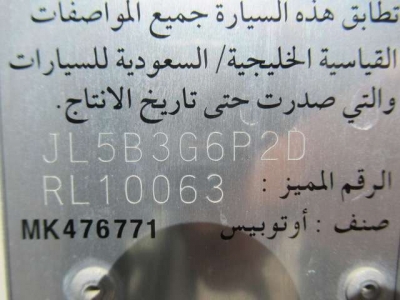 تطابق هذه السيارة جميع المواصفات
القياسية الخليجية/ السعودية للسيارات
والتي صدرت حتى تاريخ الانتاج.
JL5B3G6P2D
الرقم المميز : RL10063
صنف : أوتوبيس MK476771